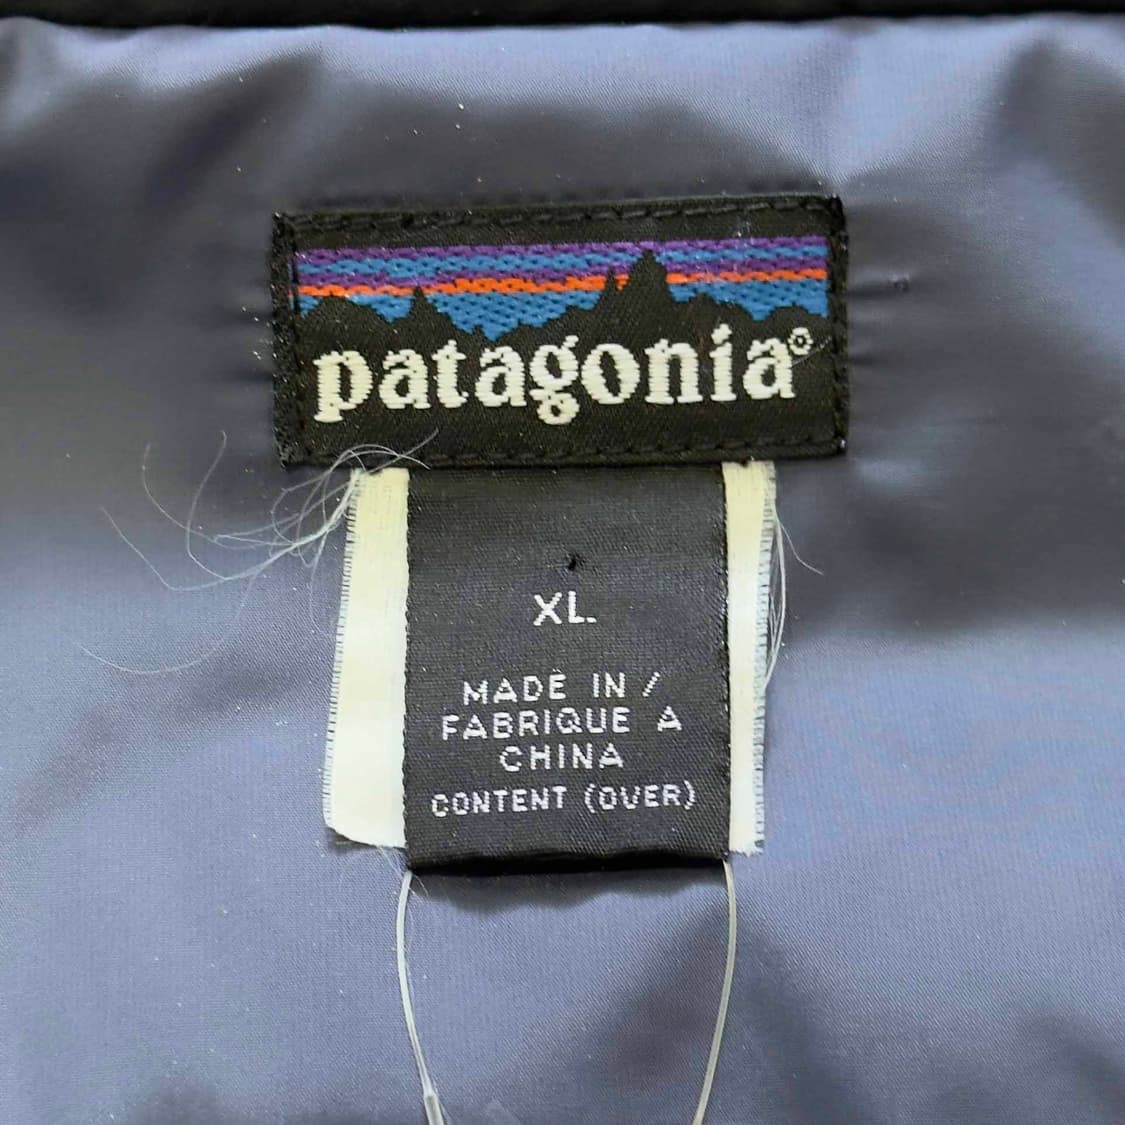 patagonia®
XL.
MADE IN /
FABRIQUE A
CHINA
CONTENT (OVER)